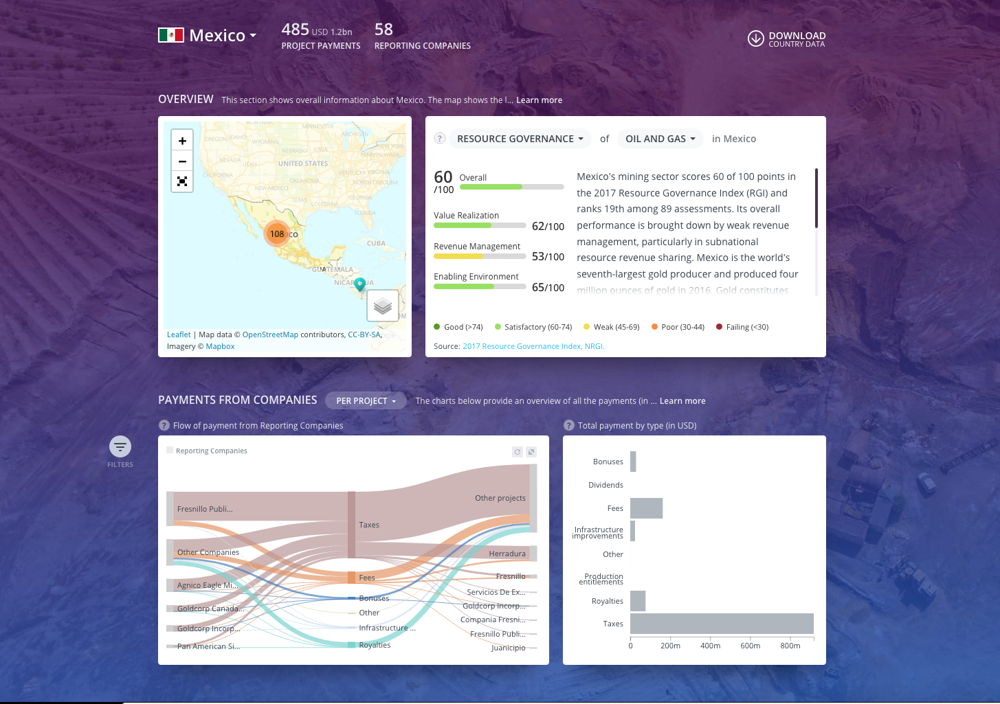 Mexico
485 USD 1.2bn
PROJECT PAYMENTS
58
REPORTING COMPANIES
DOWNLOAD
COUNTRY DATA
OVERVIEW This section shows overall information about Mexico. The map shows the l... Learn more
+
−
MONTANA
MINNESOTA
OREGON
IDAHO
WYOMING
MICHIGAN
NEW YORK
NEBRASKA
IOWA
PENNSYLVANIA
NEVADA
UTAH
UNITED STATES
CALIFORNIA
KENTUCKY
VIRGINIA
OKLAHOMA
NORTH CAROLINA
NEW MEXICO
TEXAS
LOUISIANA
GEORGIA
FLORIDA
108
CUBA
GUATEMALA
Leaflet | Map data © OpenStreetMap contributors, CC-BY-SA,
Imagery © Mapbox
? RESOURCE GOVERNANCE of OIL AND GAS in Mexico
60
/100
Overall
Value Realization
62/100
Revenue Management
53/100
Enabling Environment
65/100
Mexico's mining sector scores 60 of 100 points in
the 2017 Resource Governance Index (RGI) and
ranks 19th among 89 assessments. Its overall
performance is brought down by weak revenue
management, particularly in subnational
resource revenue sharing. Mexico is the world's
seventh-largest gold producer and produced four
million ounces of gold in 2016. Gold constitutes
Good (>74) Satisfactory (60-74) Weak (45-69) Poor (30-44) Failing (<30)
Source: 2017 Resource Governance Index, NRGI.
PAYMENTS FROM COMPANIES PER PROJECT The charts below provide an overview of all the payments (in ... Learn more
FILTERS
? Flow of payment from Reporting Companies
Reporting Companies
Fresnillo Publi...
Other Companies
Agnico Eagle Mi...
Goldcorp Canada...
Goldcorp Incorp...
Pan American Si...
Taxes
Fees
Bonuses
Other
Infrastructure ...
Royalties
Other projects
Herradura
Fresnillo
Servicios De Ex...
Goldcorp Incorp...
Compania Fresni...
Fresnillo Publi...
Juanicipio
? Total payment by type (in USD)
Bonuses
Dividends
Fees
Infrastructure
improvements
Other
Production
entitlements
Royalties
Taxes
0 200m 400m 600m 800m